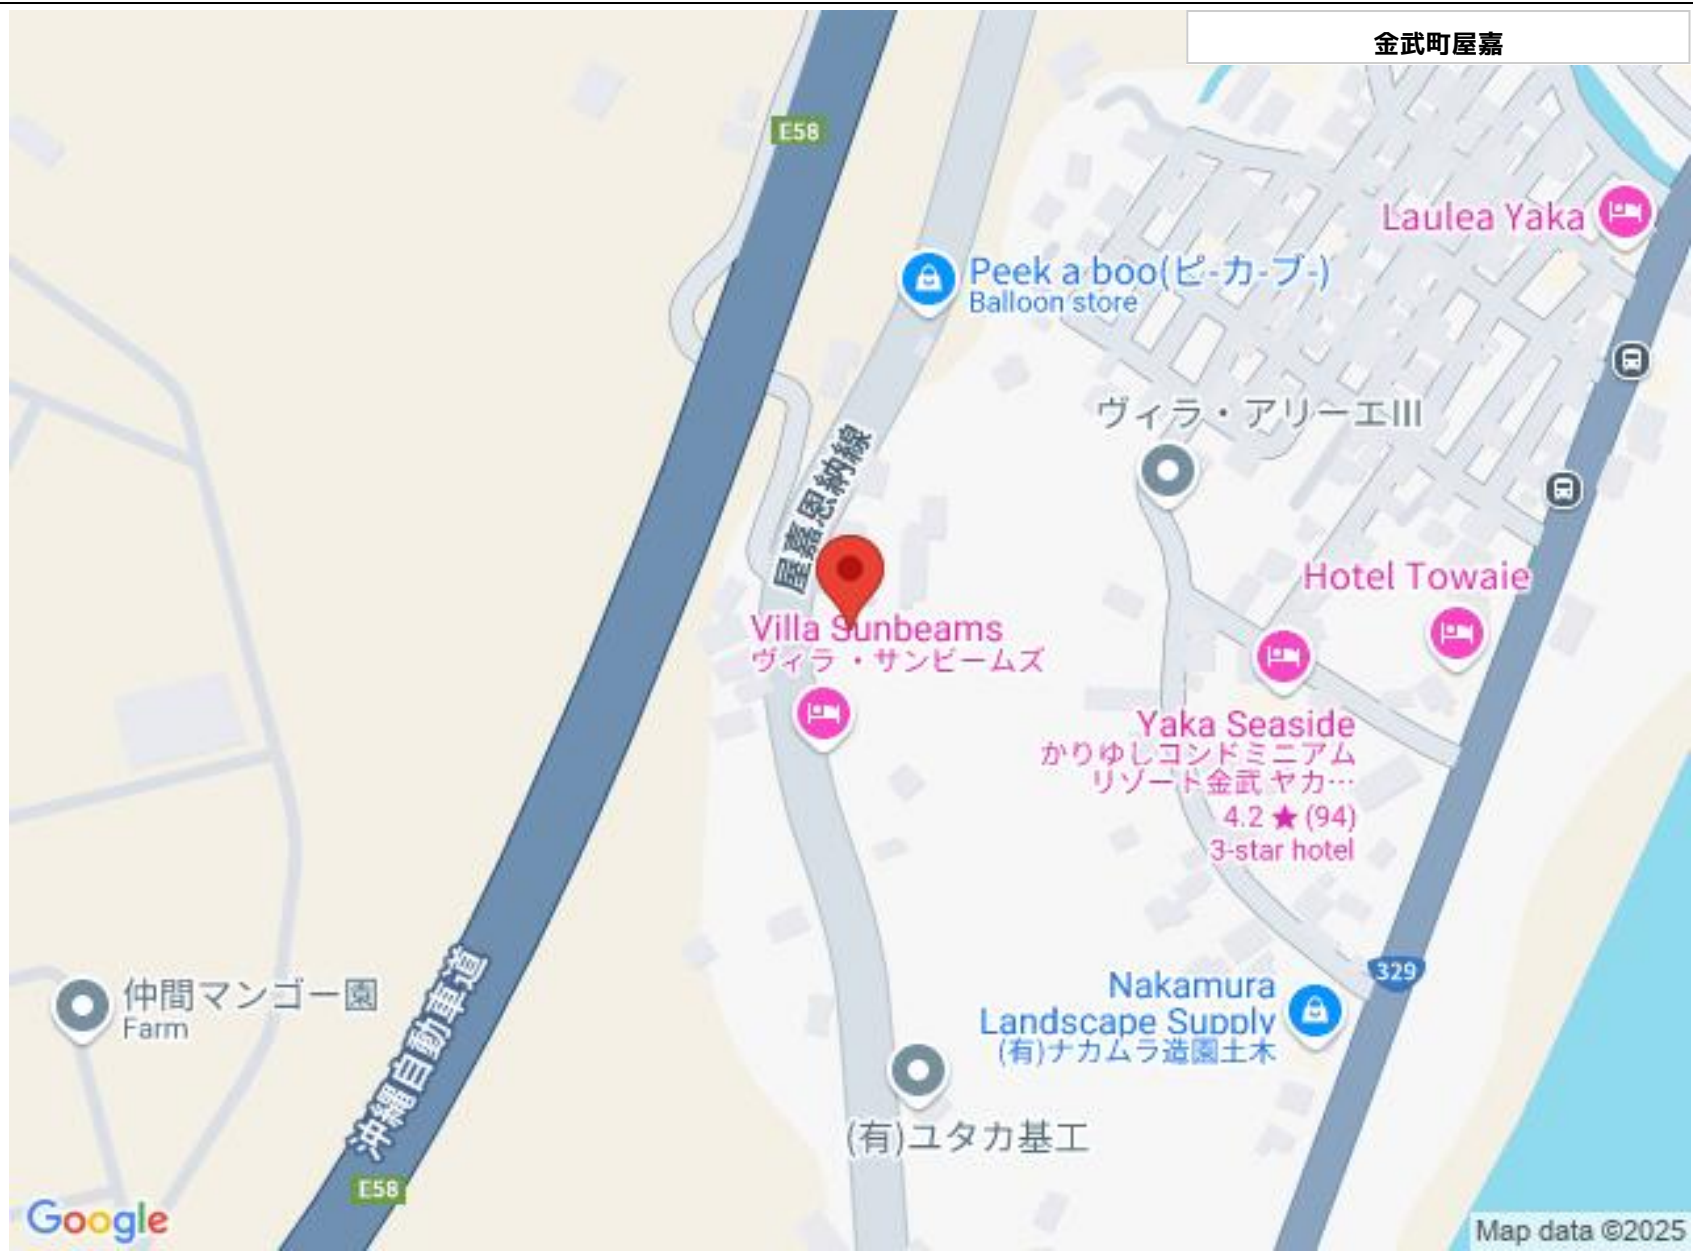 金武町屋嘉
E58
Laulea Yaka
Peek a boo(ピ-カ-ブ-)
Balloon store
ヴィラ・アリーエIII
屋嘉恩納線
Hotel Towaie
Villa Sunbeams
ヴィラ・サンビームズ
Yaka Seaside
かりゆしコンドミニアム
リゾート金武 ヤカ…
4.2 ★ (94)
3-star hotel
329
仲間マンゴー園
Farm
沖縄自動車道
Nakamura
Landscape Supply
(有)ナカムラ造園土木
(有)ユタカ基工
E58
Google
Map data ©2025